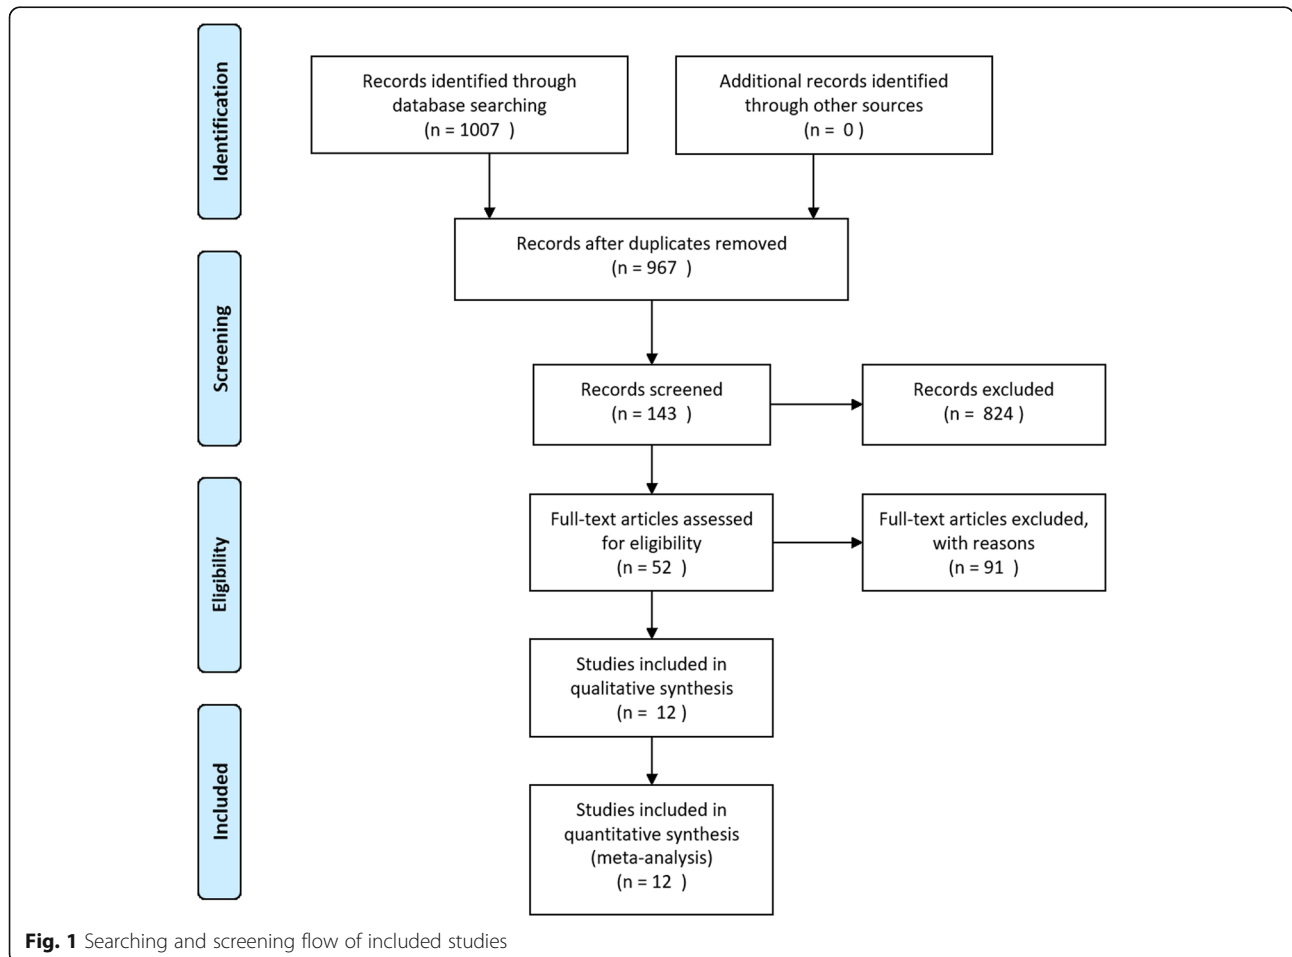 Identification
Records identified through
database searching
(n = 1007  )
Additional records identified
through other sources
(n =  0  )
Records after duplicates removed
(n = 967  )
Screening
Records screened
(n = 143  )
Records excluded
(n =  824  )
Eligibility
Full-text articles assessed
for eligibility
(n = 52  )
Full-text articles excluded,
with reasons
(n = 91  )
Studies included in
qualitative synthesis
(n =  12  )
Included
Studies included in
quantitative synthesis
(meta-analysis)
(n = 12  )
Fig. 1 Searching and screening flow of included studies